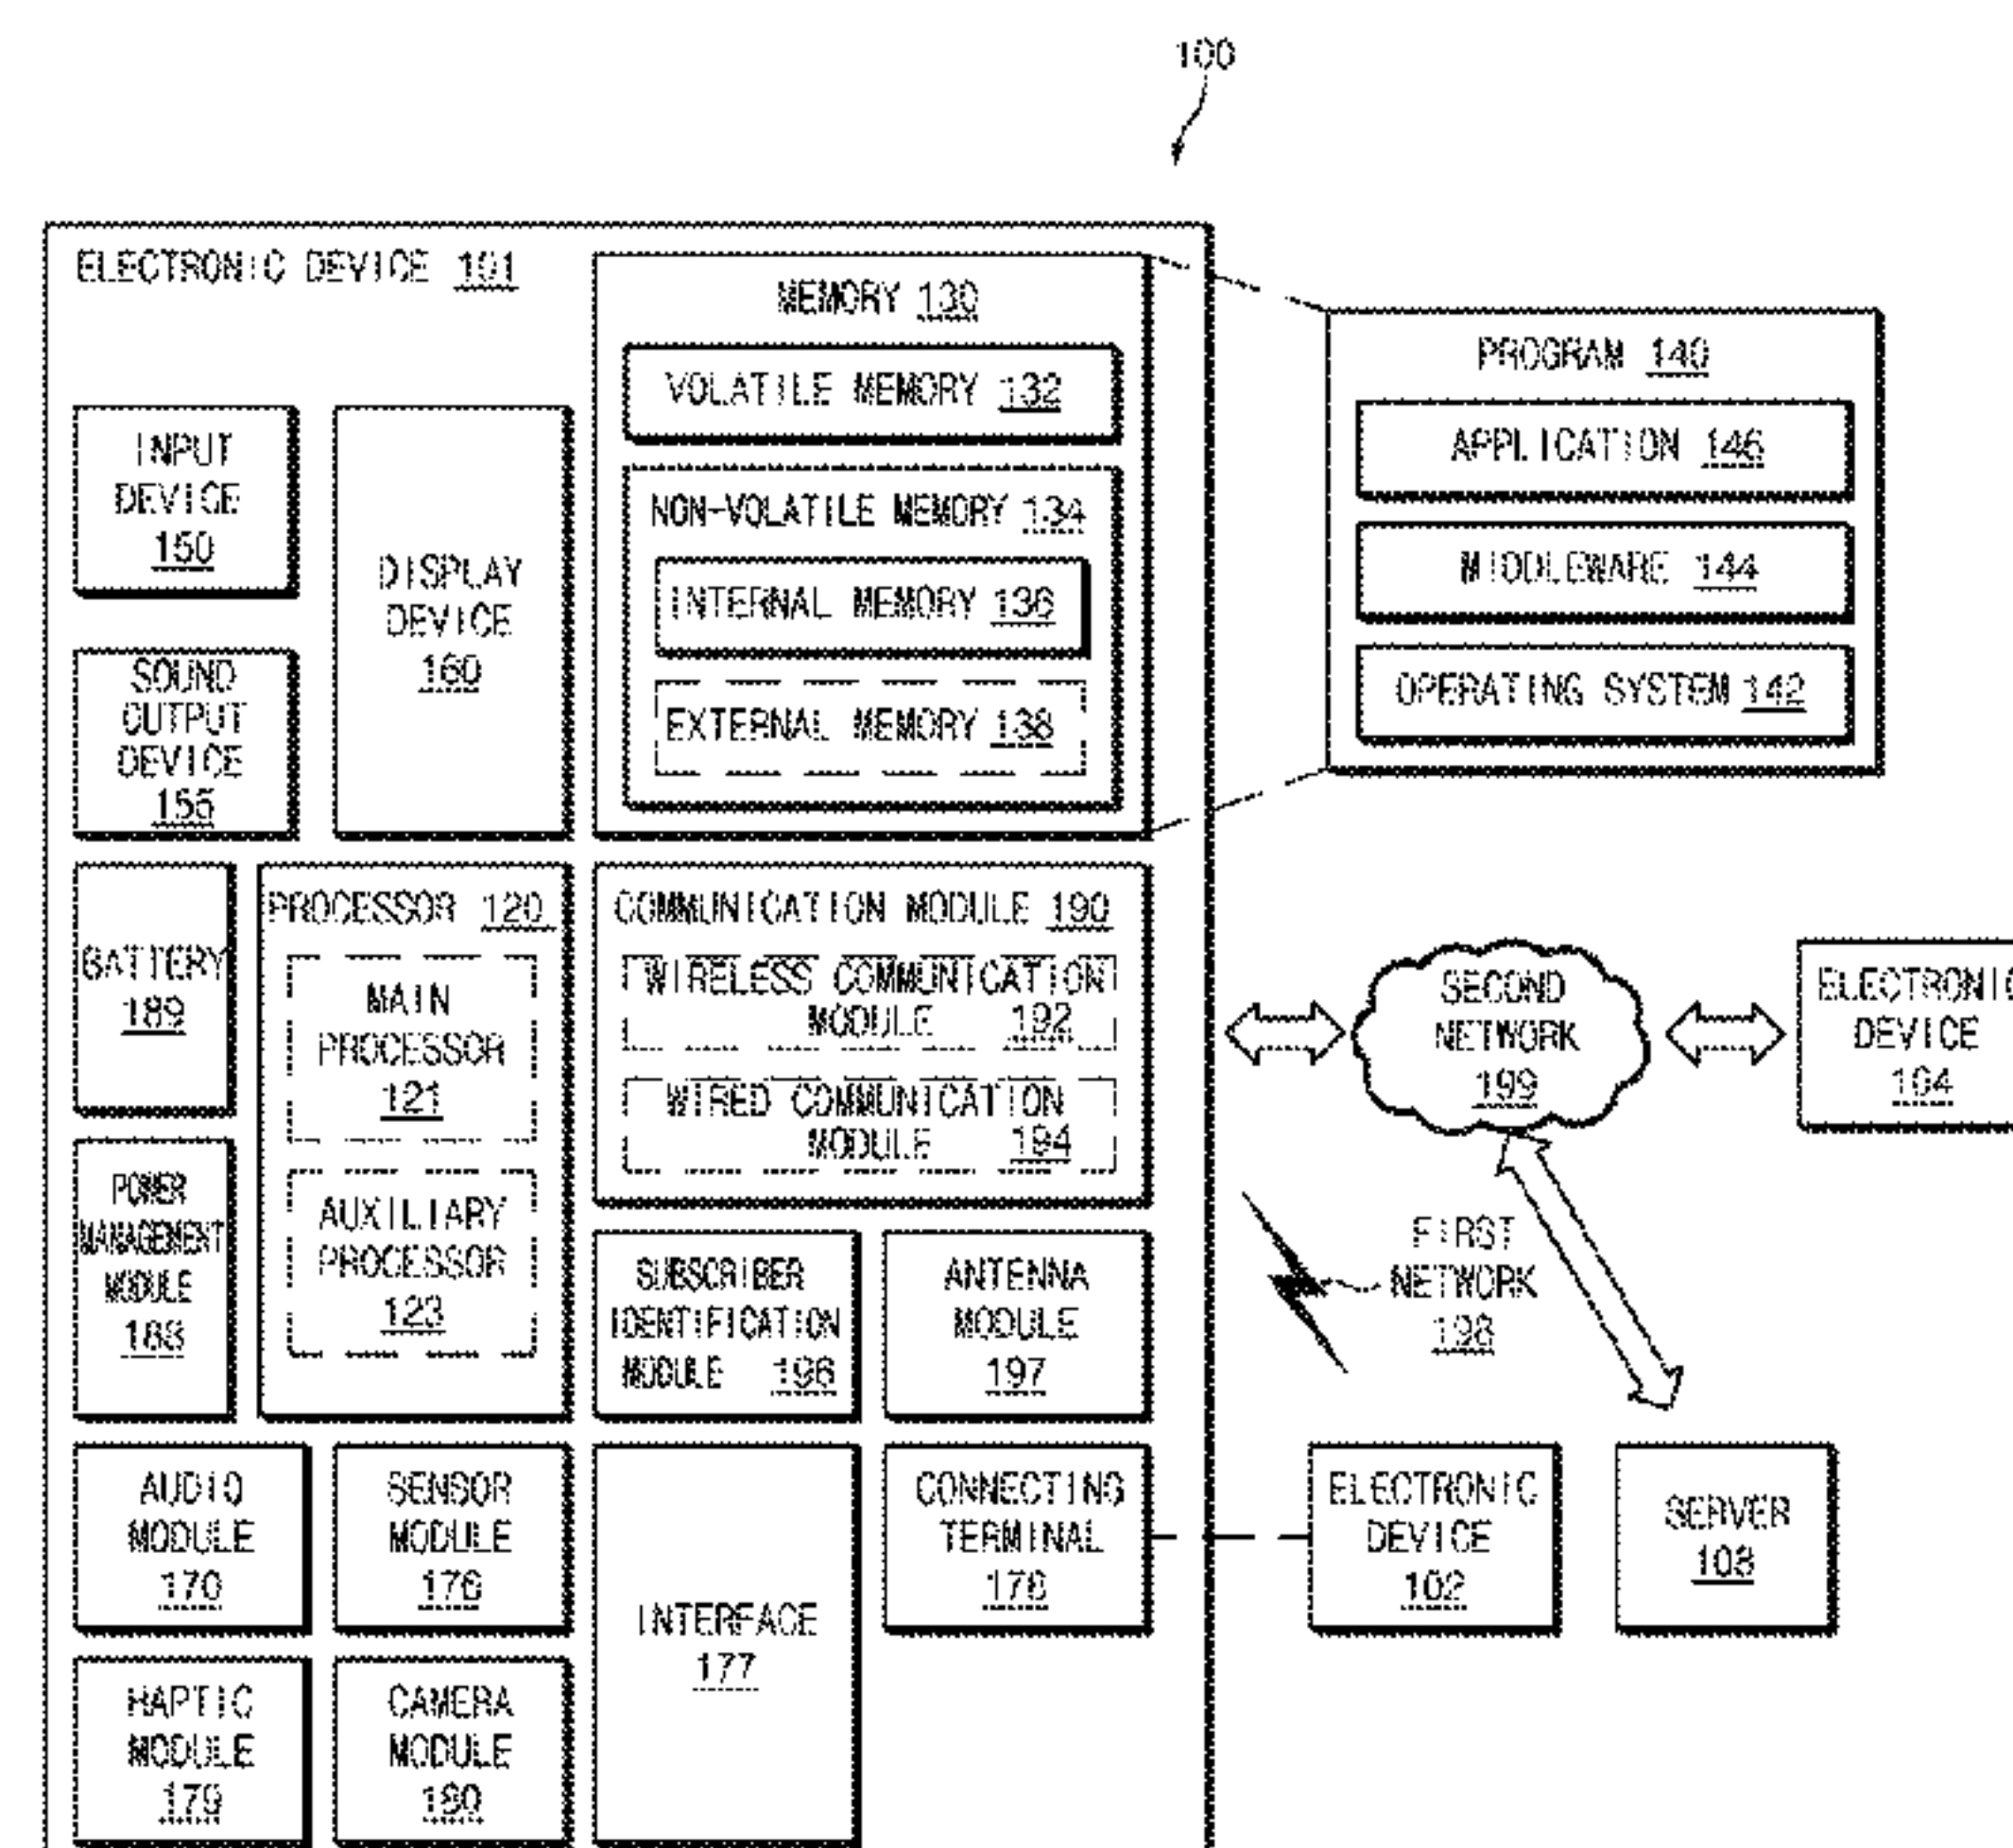 100
ELECTRONIC DEVICE 101
MEMORY 130
VOLATILE MEMORY 132
NON-VOLATILE MEMORY 134
INTERNAL MEMORY 136
EXTERNAL MEMORY 138
PROGRAM 140
APPLICATION 146
MIDDLEWARE 144
OPERATING SYSTEM 142
INPUT
DEVICE
150
SOUND
OUTPUT
DEVICE
155
DISPLAY
DEVICE
160
BATTERY
189
POWER
MANAGEMENT
MODULE
188
PROCESSOR 120
MAIN
PROCESSOR
121
AUXILIARY
PROCESSOR
123
COMMUNICATION MODULE 190
WIRELESS COMMUNICATION
MODULE 192
WIRED COMMUNICATION
MODULE 194
SUBSCRIBER
IDENTIFICATION
MODULE 196
ANTENNA
MODULE
197
SECOND
NETWORK
199
ELECTRONIC
DEVICE
104
FIRST
NETWORK
198
AUDIO
MODULE
170
SENSOR
MODULE
176
INTERFACE
177
CONNECTING
TERMINAL
178
ELECTRONIC
DEVICE
102
SERVER
108
HAPTIC
MODULE
179
CAMERA
MODULE
180